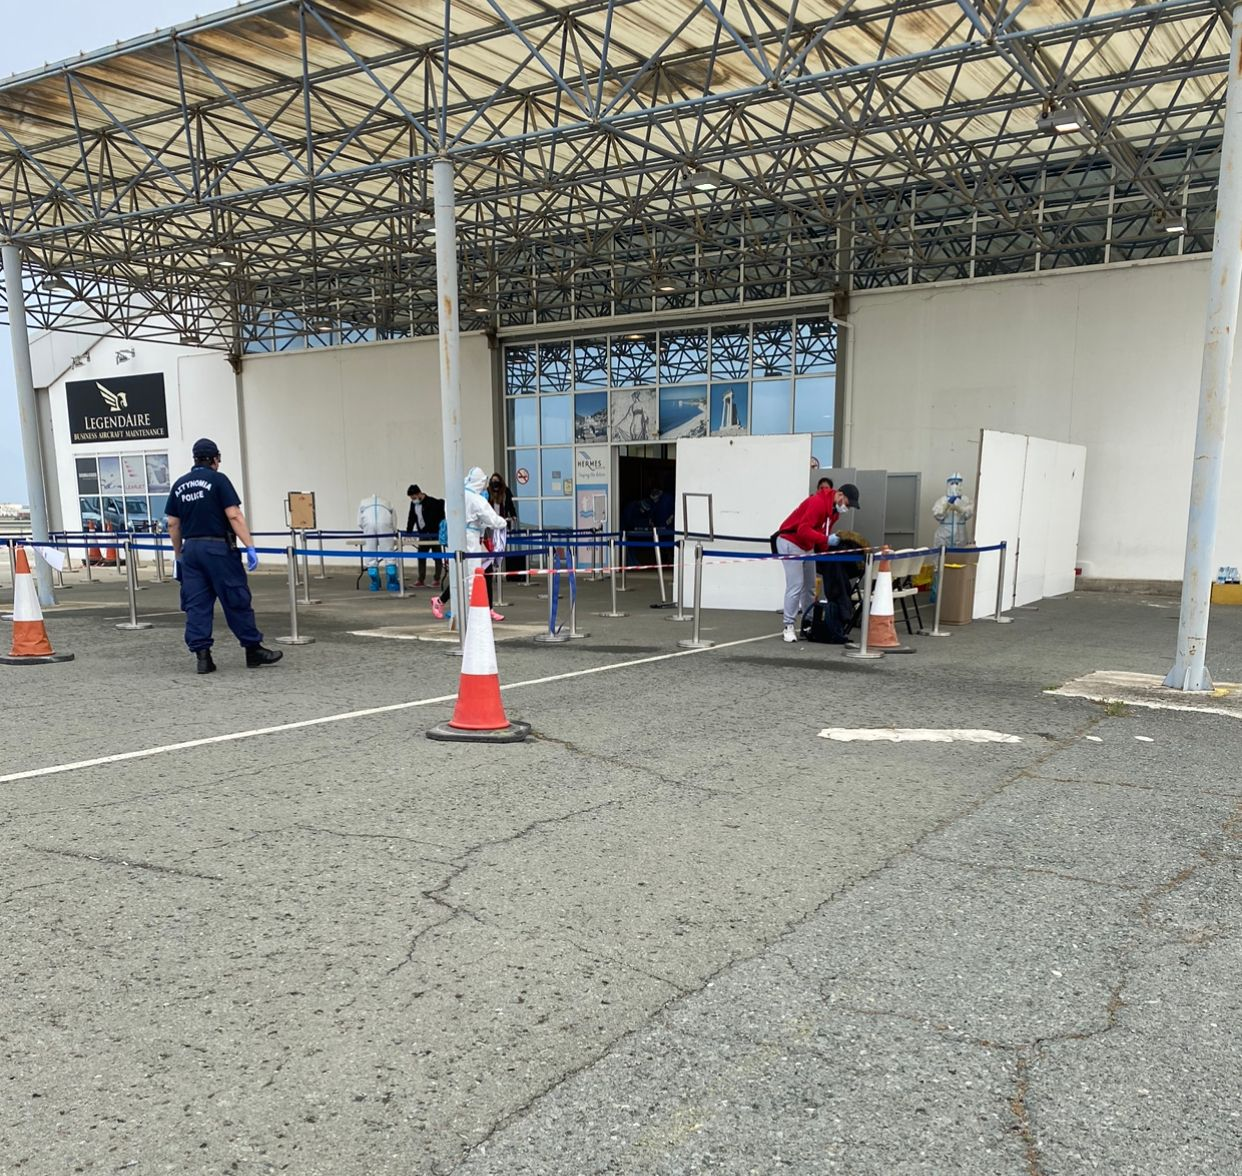 LEGENDAIRE
BUSINESS AIRCRAFT MAINTENANCE
ΑΣΤΥΝΟΜΙΑ
POLICE
HERMES